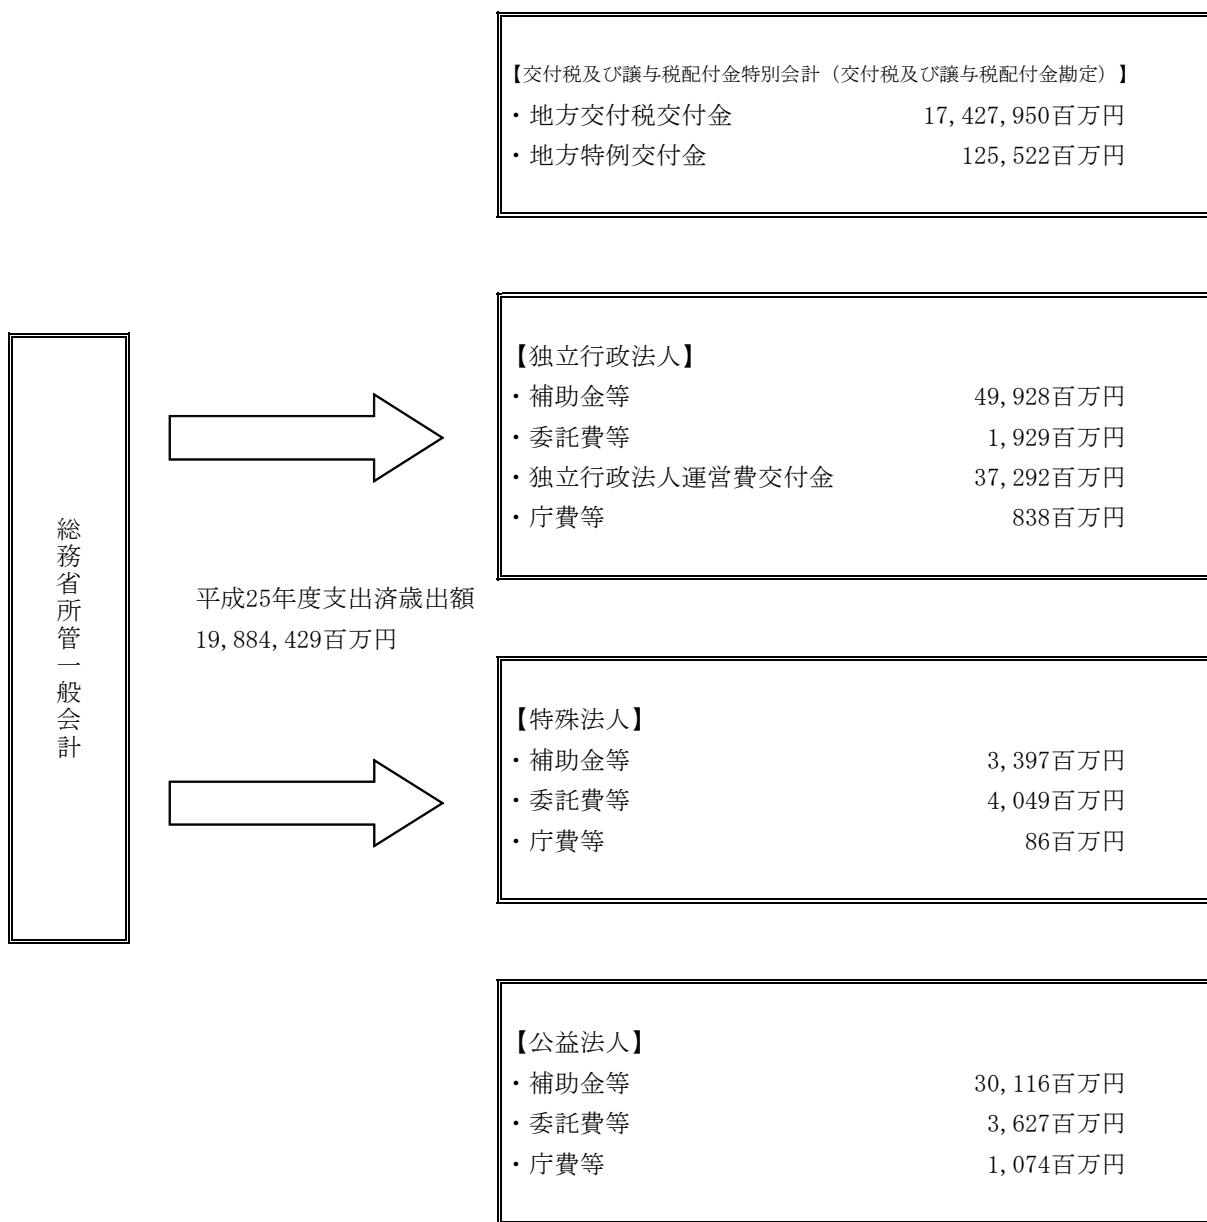 【交付税及び譲与税配付金特別会計（交付税及び譲与税配付金勘定）】
・地方交付税交付金 17,427,950百万円
・地方特例交付金 125,522百万円
【独立行政法人】
・補助金等 49,928百万円
・委託費等 1,929百万円
・独立行政法人運営費交付金 37,292百万円
・庁費等 838百万円
総務省所管一般会計
平成25年度支出済歳出額
19,884,429百万円
【特殊法人】
・補助金等 3,397百万円
・委託費等 4,049百万円
・庁費等 86百万円
【公益法人】
・補助金等 30,116百万円
・委託費等 3,627百万円
・庁費等 1,074百万円